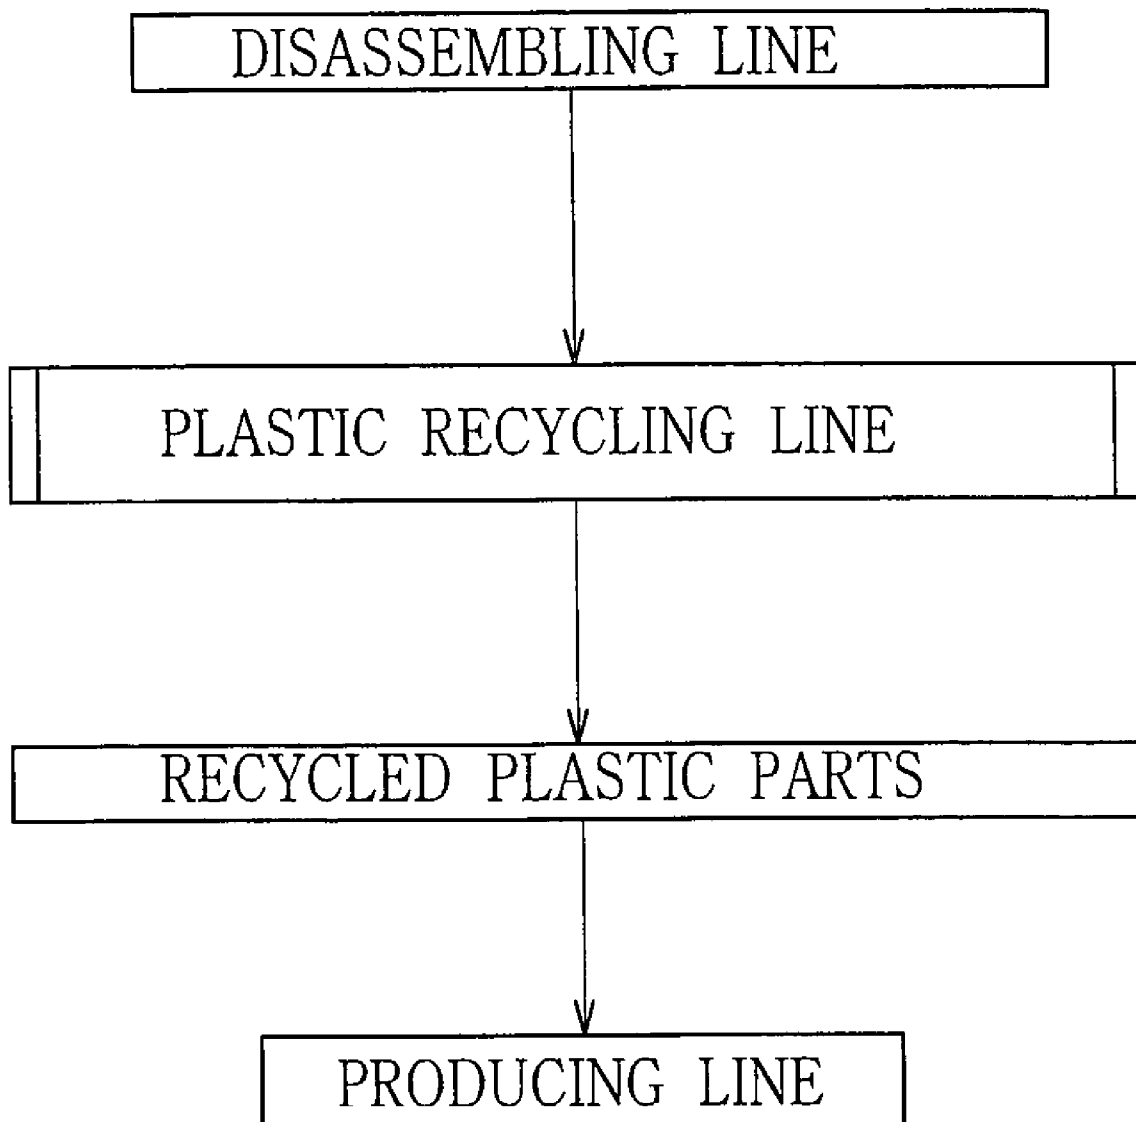 DISASSEMBLING LINE
PLASTIC RECYCLING LINE
RECYCLED PLASTIC PARTS
PRODUCING LINE